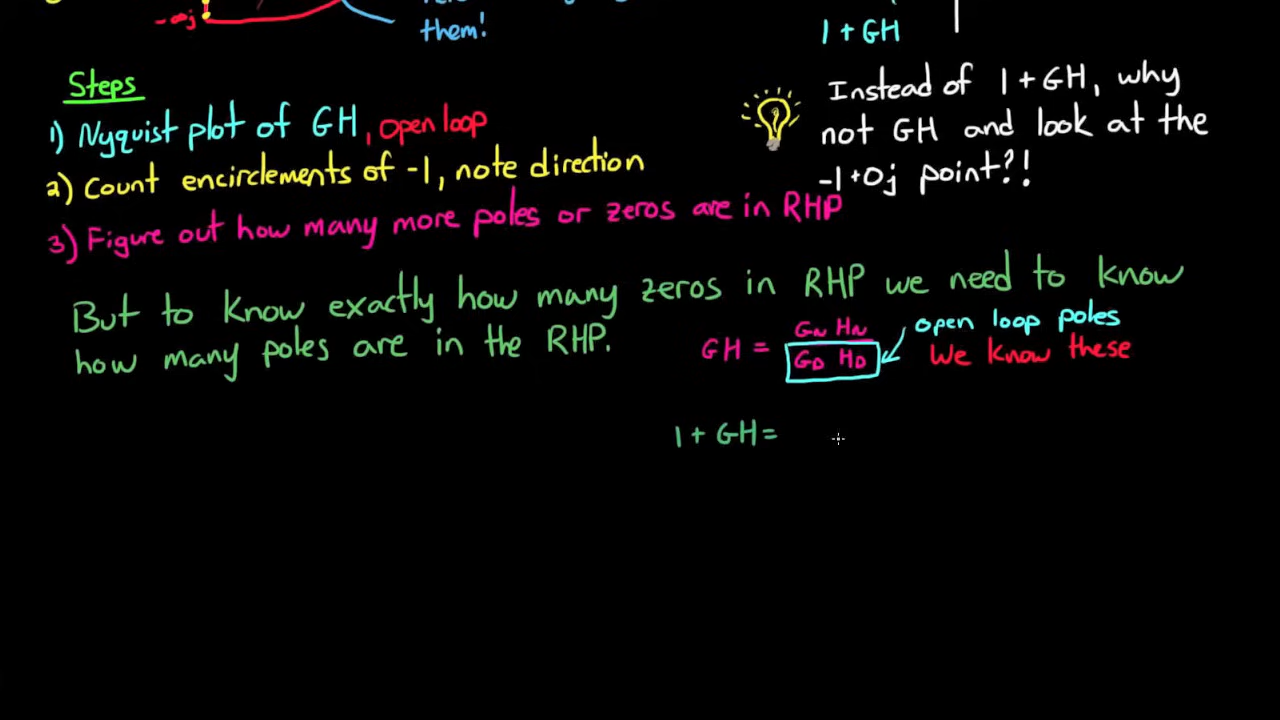 -∞j
them!
1 + GH
Steps
1) Nyquist plot of GH, open loop
2) Count encirclements of -1, note direction
3) Figure out how many more poles or zeros are in RHP
Instead of 1 + GH, why
not GH and look at the
-1+0j point?!
But to know exactly how many zeros in RHP we need to know
how many poles are in the RHP.
GH = GN HN
GD HD
open loop poles
We know these
1 + GH =